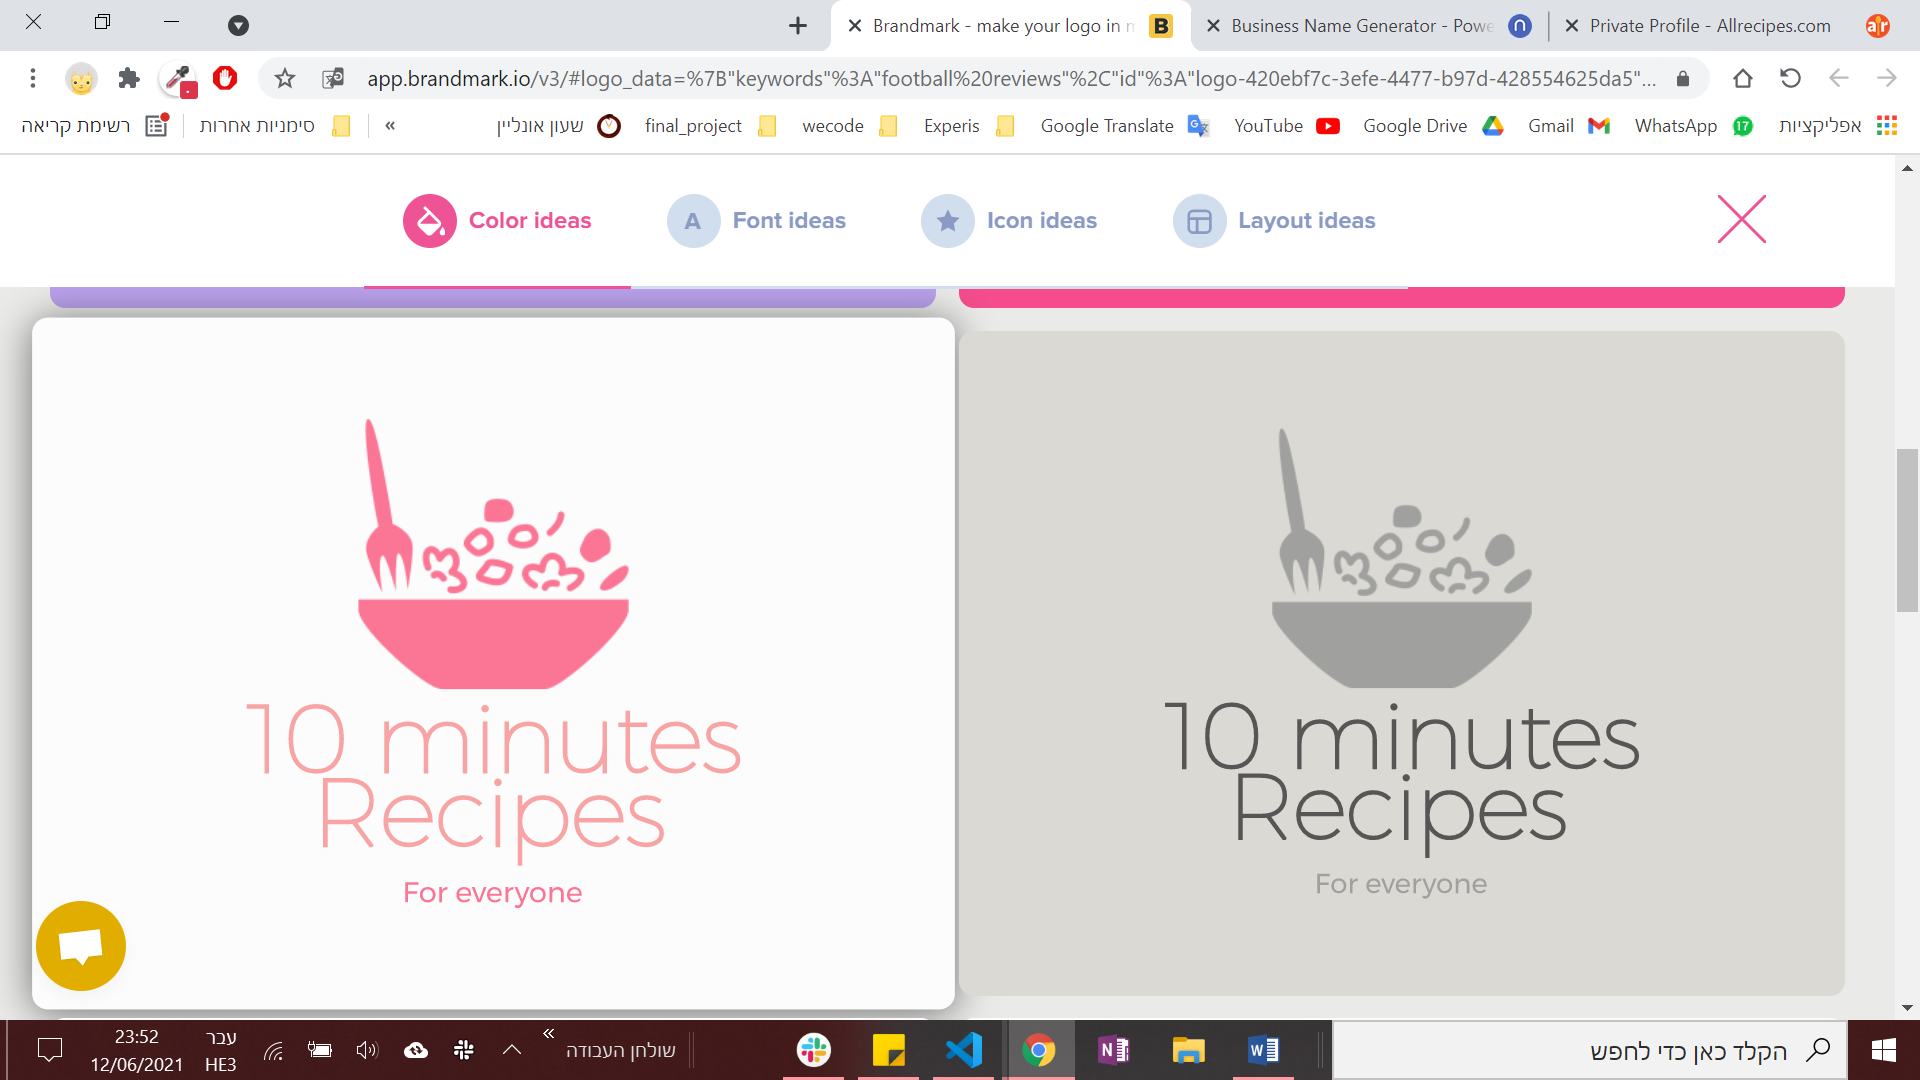 Brandmark - make your logo in m
Business Name Generator - Powe
Private Profile - Allrecipes.com
app.brandmark.io/v3/#logo_data=%7B"keywords"%3A"football%20reviews"%2C"id"%3A"logo-420ebf7c-3efe-4477-b97d-428554625da5"...
אפליקציות
WhatsApp
Gmail
Google Drive
YouTube
Google Translate
Experis
wecode
final_project
שעון אונליין
«
סימניות אחרות
רשימת קריאה
Color ideas
A Font ideas
Icon ideas
Layout ideas
10 minutes
Recipes
For everyone
10 minutes
Recipes
For everyone
הקלד כאן כדי לחפש
שולחן העבודה
«
עבר
HE3
23:52
12/06/2021